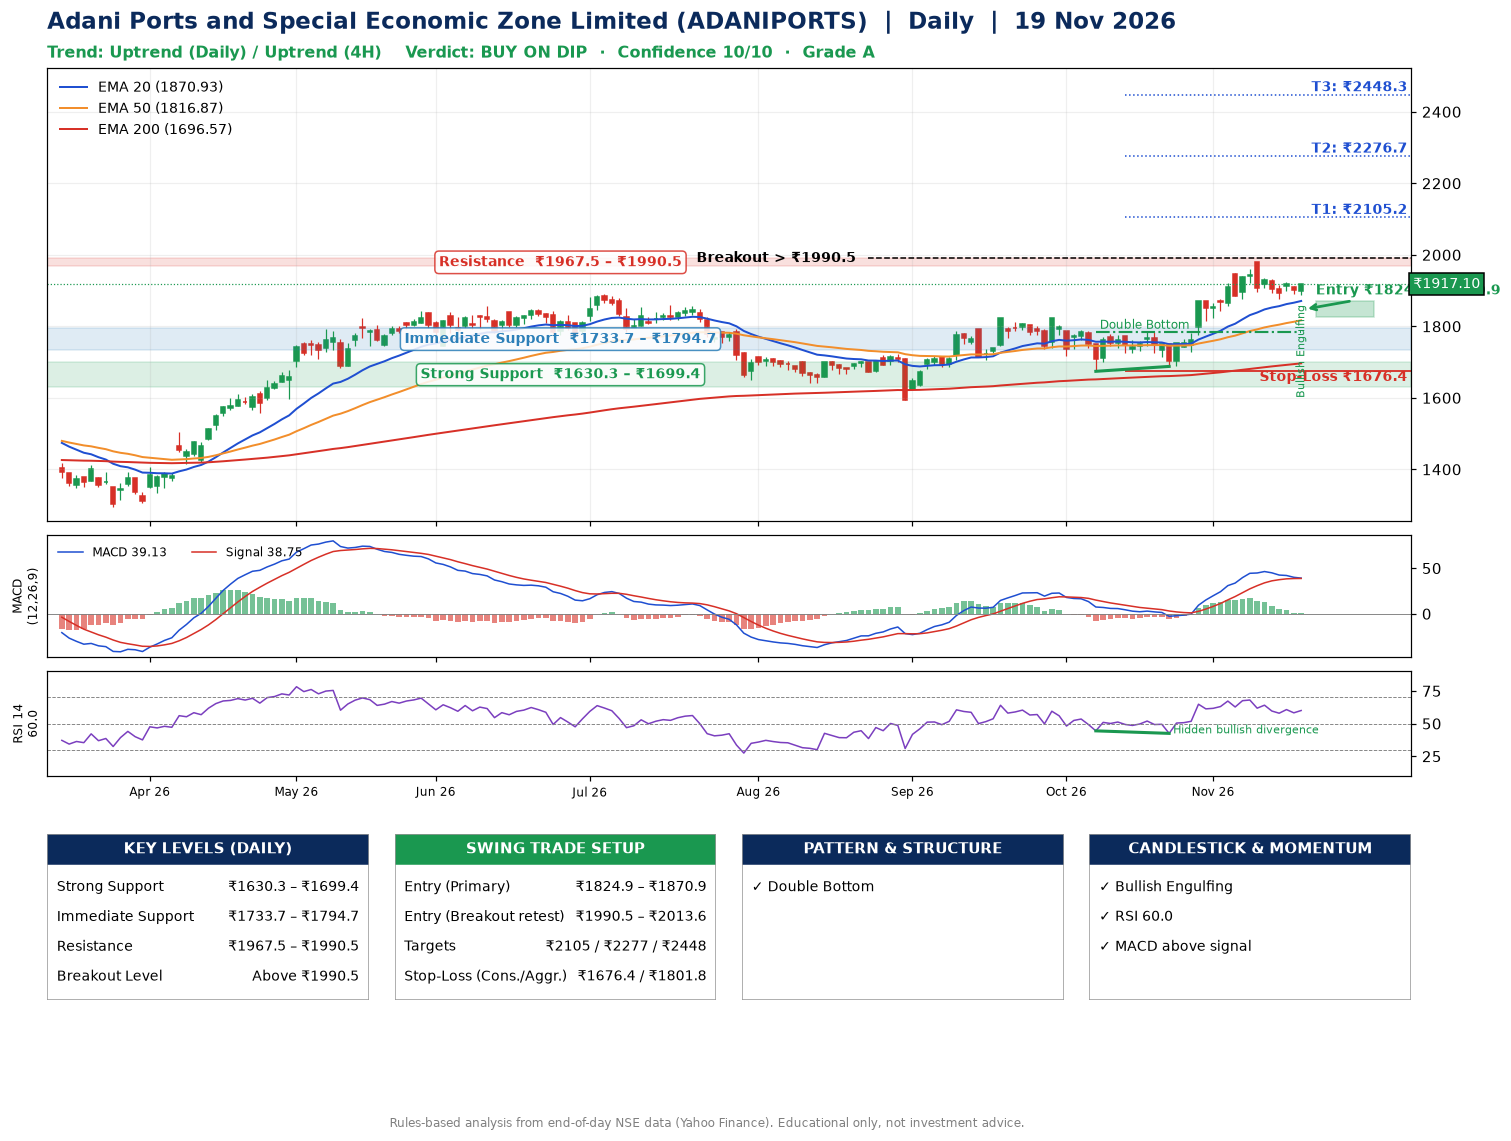 Adani Ports and Special Economic Zone Limited (ADANIPORTS) | Daily | 19 Nov 2026
Trend: Uptrend (Daily) / Uptrend (4H) Verdict: BUY ON DIP · Confidence 10/10 · Grade A
EMA 20 (1870.93)
EMA 50 (1816.87)
EMA 200 (1696.57)
T3: ₹2448.3
2400
T2: ₹2276.7
2200
T1: ₹2105.2
Resistance ₹1967.5 – ₹1990.5
Breakout > ₹1990.5
2000
₹1917.10
Entry ₹1824
.9
Double Bottom
1800
Immediate Support ₹1733.7 – ₹1794.7
Bullish Engulfing
Strong Support ₹1630.3 – ₹1699.4
Stop-Loss ₹1676.4
1600
1400
MACD 39.13
Signal 38.75
MACD
(12,26,9)
50
0
RSI 14
60.0
75
50
25
Hidden bullish divergence
Apr 26
May 26
Jun 26
Jul 26
Aug 26
Sep 26
Oct 26
Nov 26
KEY LEVELS (DAILY)
Strong Support ₹1630.3 – ₹1699.4
Immediate Support ₹1733.7 – ₹1794.7
Resistance ₹1967.5 – ₹1990.5
Breakout Level Above ₹1990.5
SWING TRADE SETUP
Entry (Primary) ₹1824.9 – ₹1870.9
Entry (Breakout retest) ₹1990.5 – ₹2013.6
Targets ₹2105 / ₹2277 / ₹2448
Stop-Loss (Cons./Aggr.) ₹1676.4 / ₹1801.8
PATTERN & STRUCTURE
✓ Double Bottom
CANDLESTICK & MOMENTUM
✓ Bullish Engulfing
✓ RSI 60.0
✓ MACD above signal
Rules-based analysis from end-of-day NSE data (Yahoo Finance). Educational only, not investment advice.